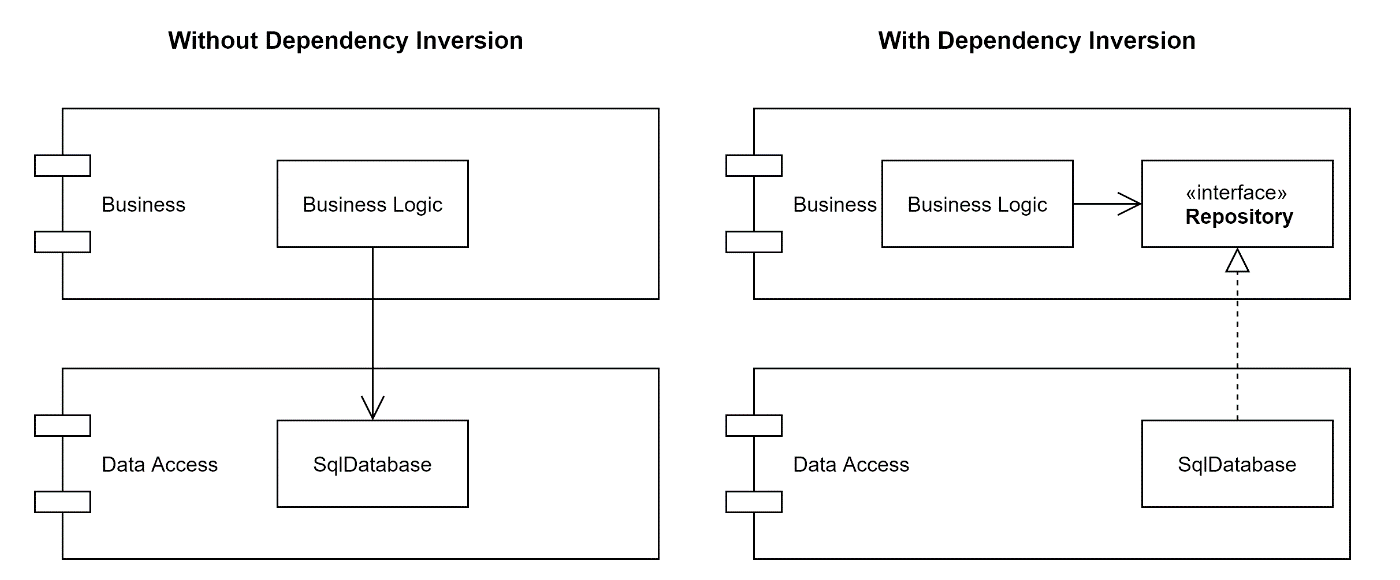 Without Dependency Inversion
Business
Business Logic
Data Access
SqlDatabase
With Dependency Inversion
Business
Business Logic
«interface»
Repository
Data Access
SqlDatabase